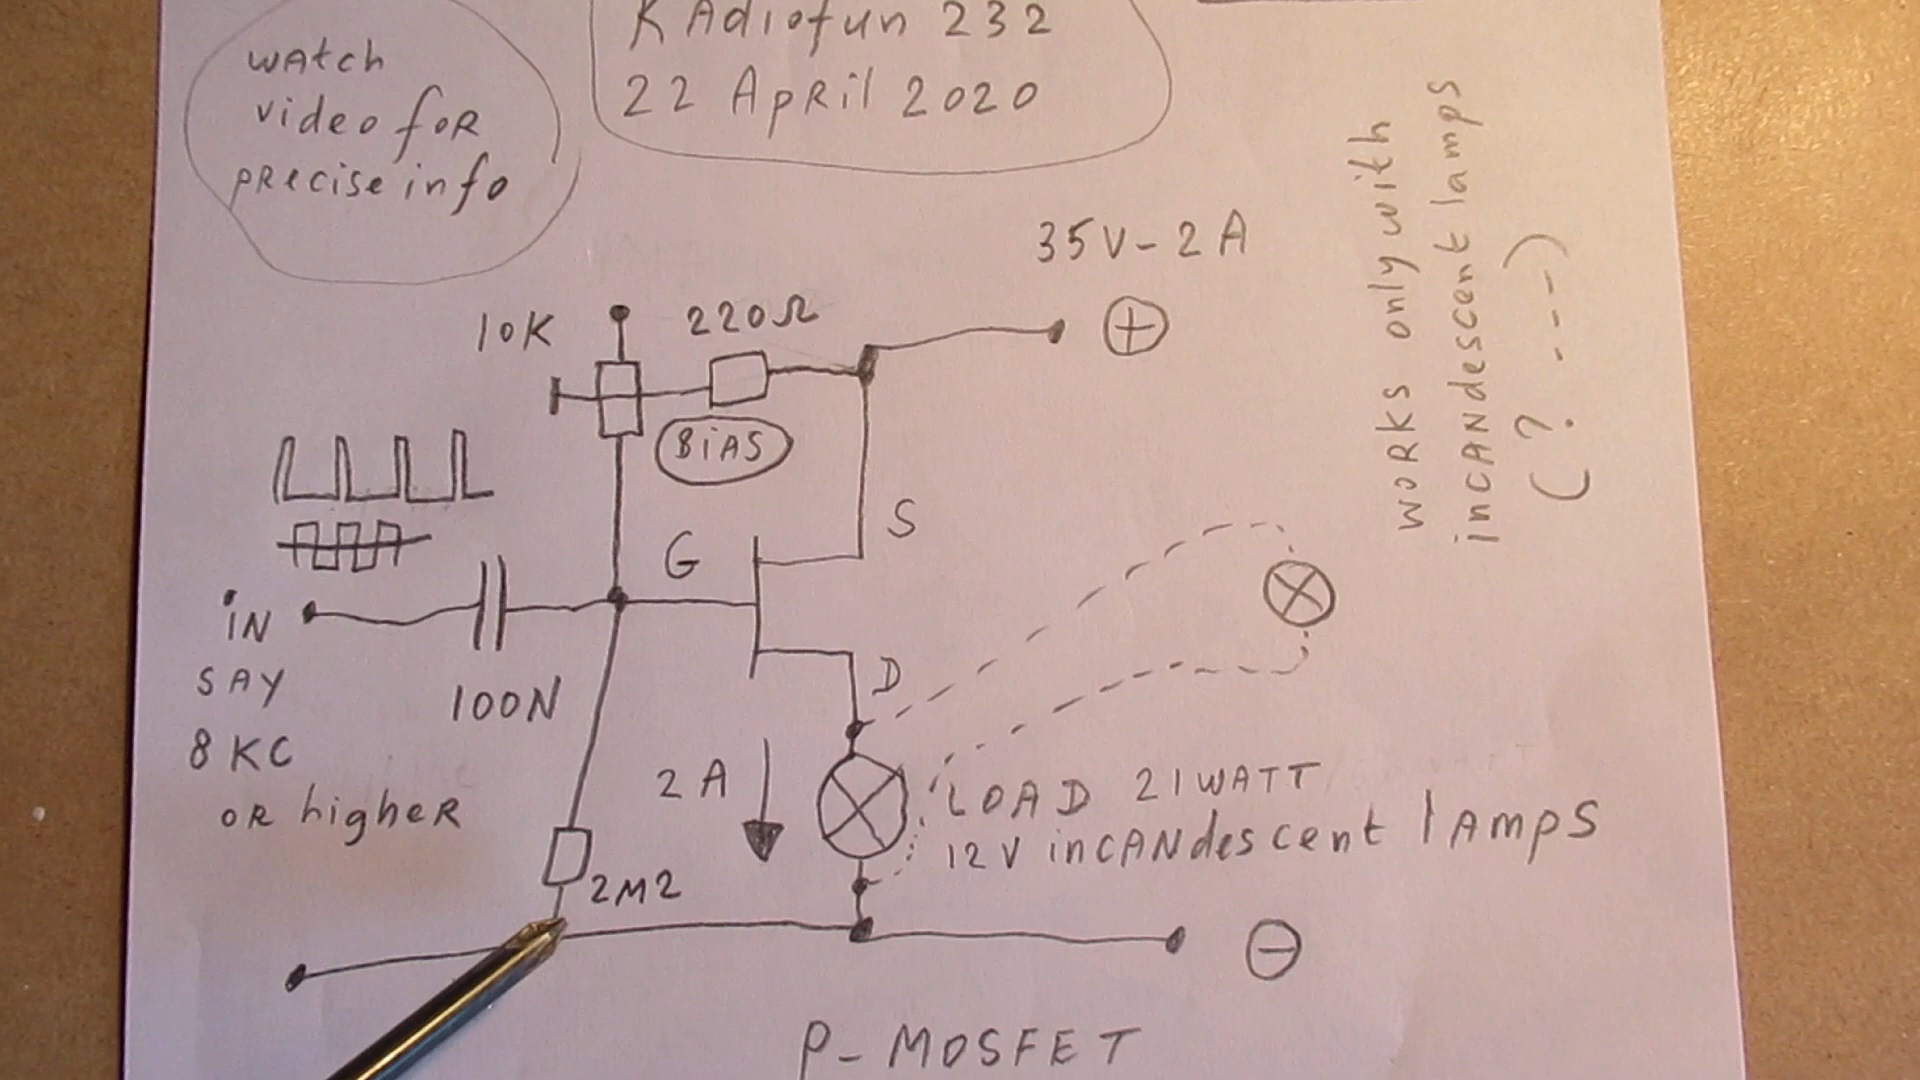 watch
video for
precise info
Radiofun 232
22 April 2020
works only with
incandescent lamps
(? ---)
35V-2A
10K
220Ω
+
BiAS
S
G
iN
SAY
8 KC
OR higher
100N
D
2A
LOAD 21WATT
12V incandescent lamps
2M2
-
P-MOSFET